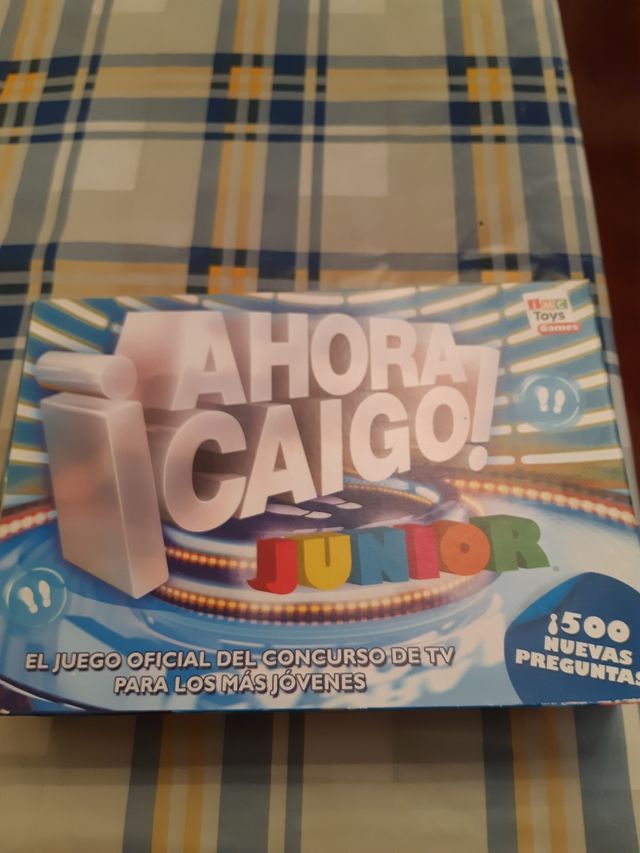 IMC
Toys
Games
¡AHORA
CAIGO!
JUNIOR
EL JUEGO OFICIAL DEL CONCURSO DE TV
PARA LOS MÁS JÓVENES
¡500
NUEVAS
PREGUNTAS